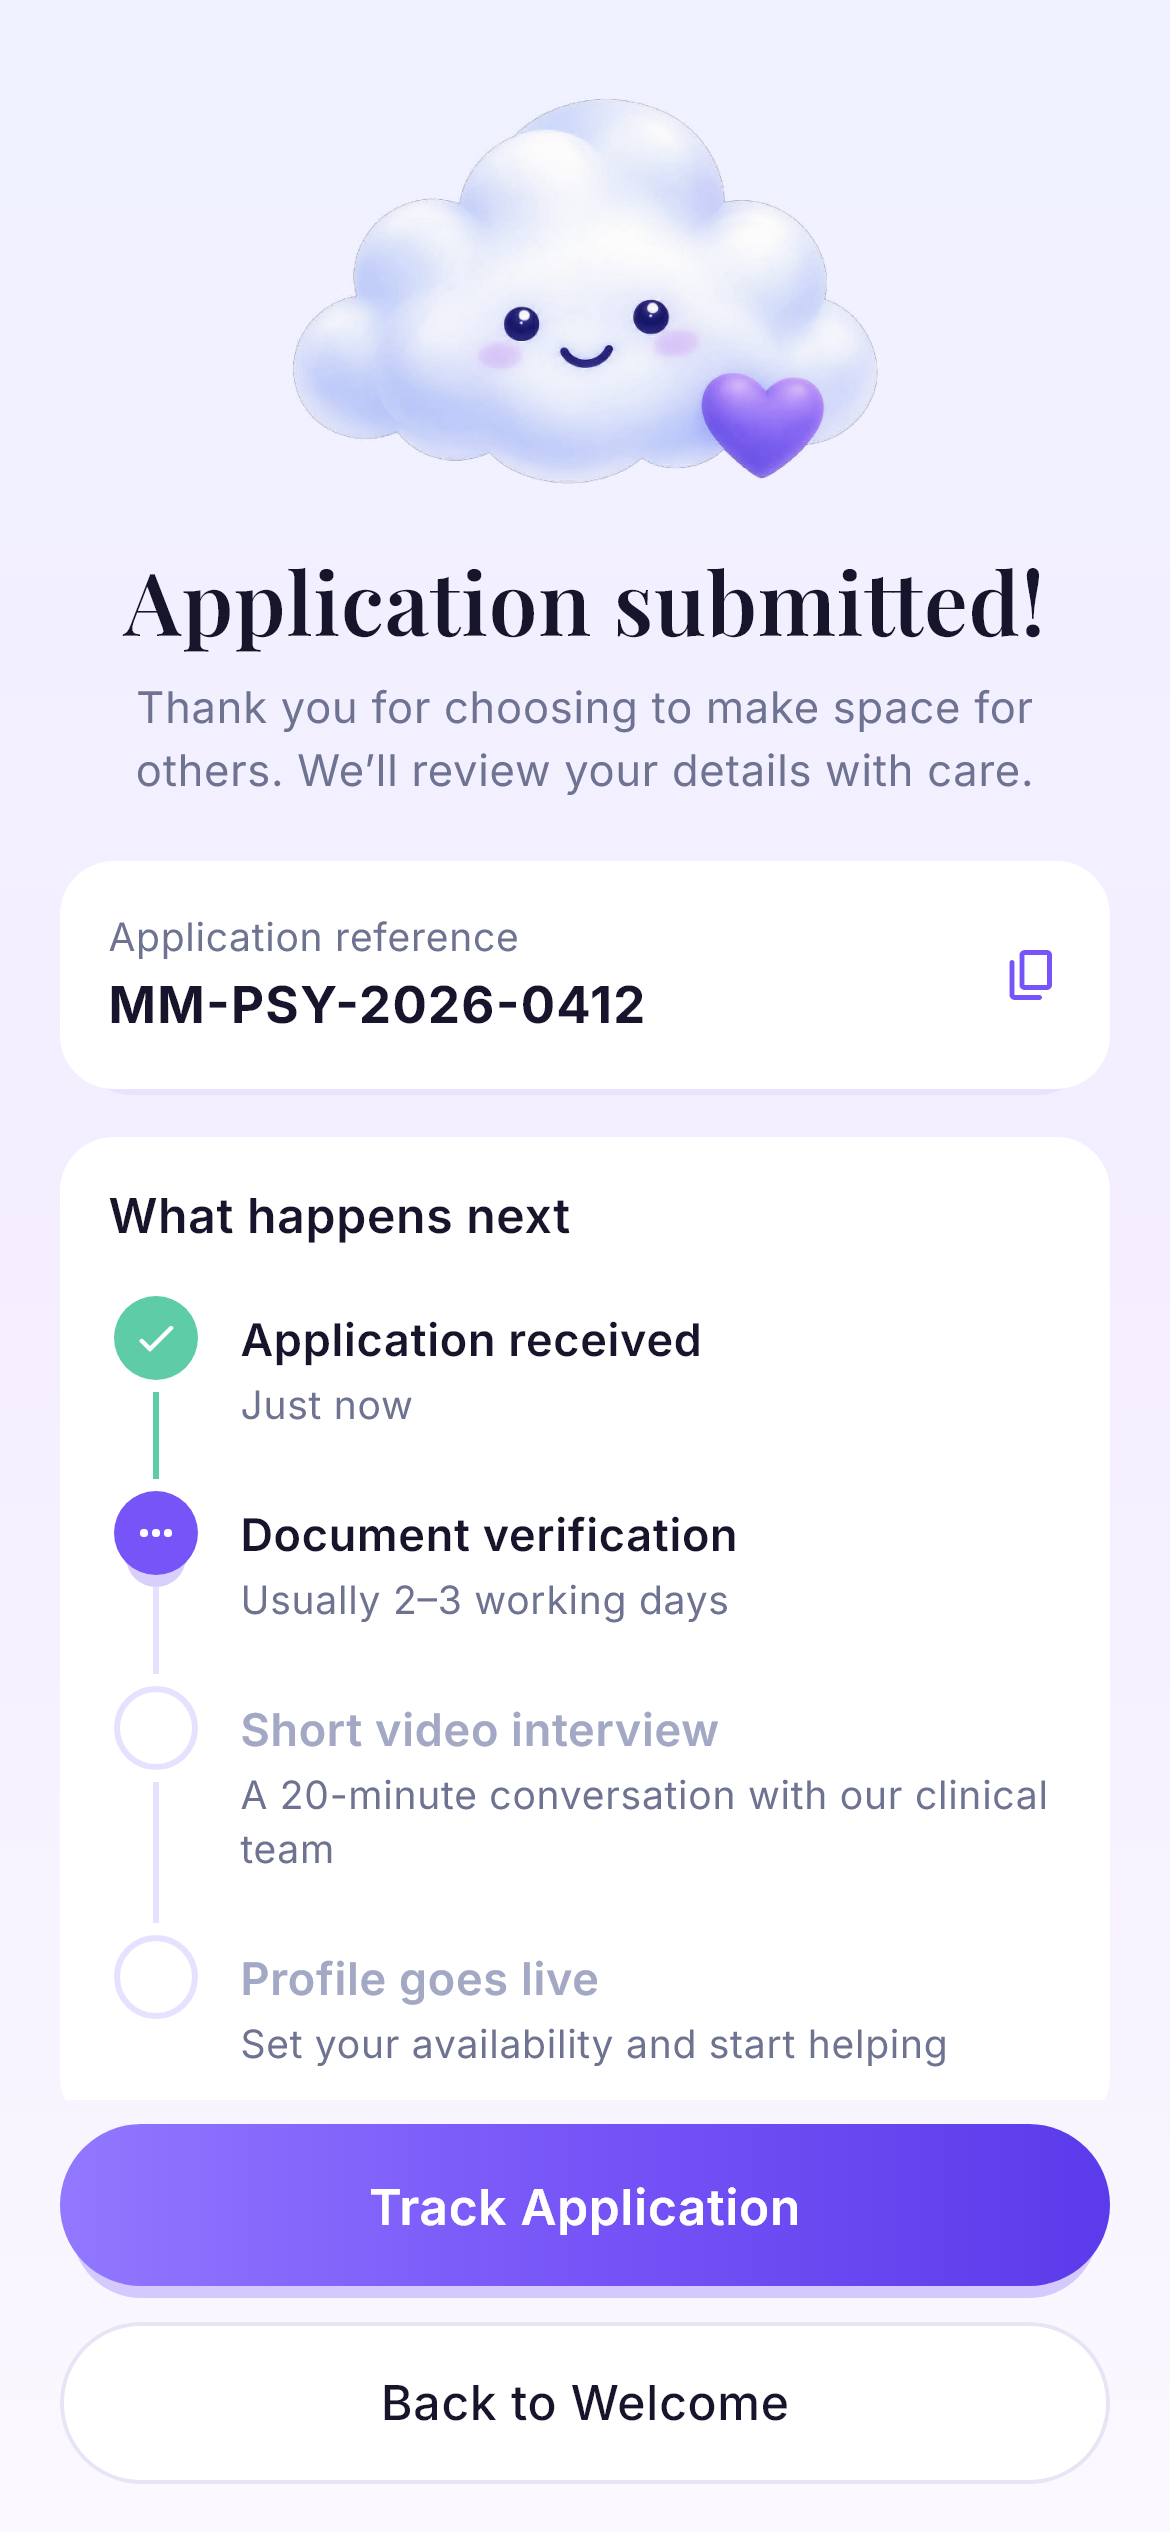 Application submitted!
Thank you for choosing to make space for
others. We’ll review your details with care.
Application reference
MM-PSY-2026-0412
What happens next
Application received
Just now
Document verification
Usually 2–3 working days
Short video interview
A 20-minute conversation with our clinical
team
Profile goes live
Set your availability and start helping
Track Application
Back to Welcome